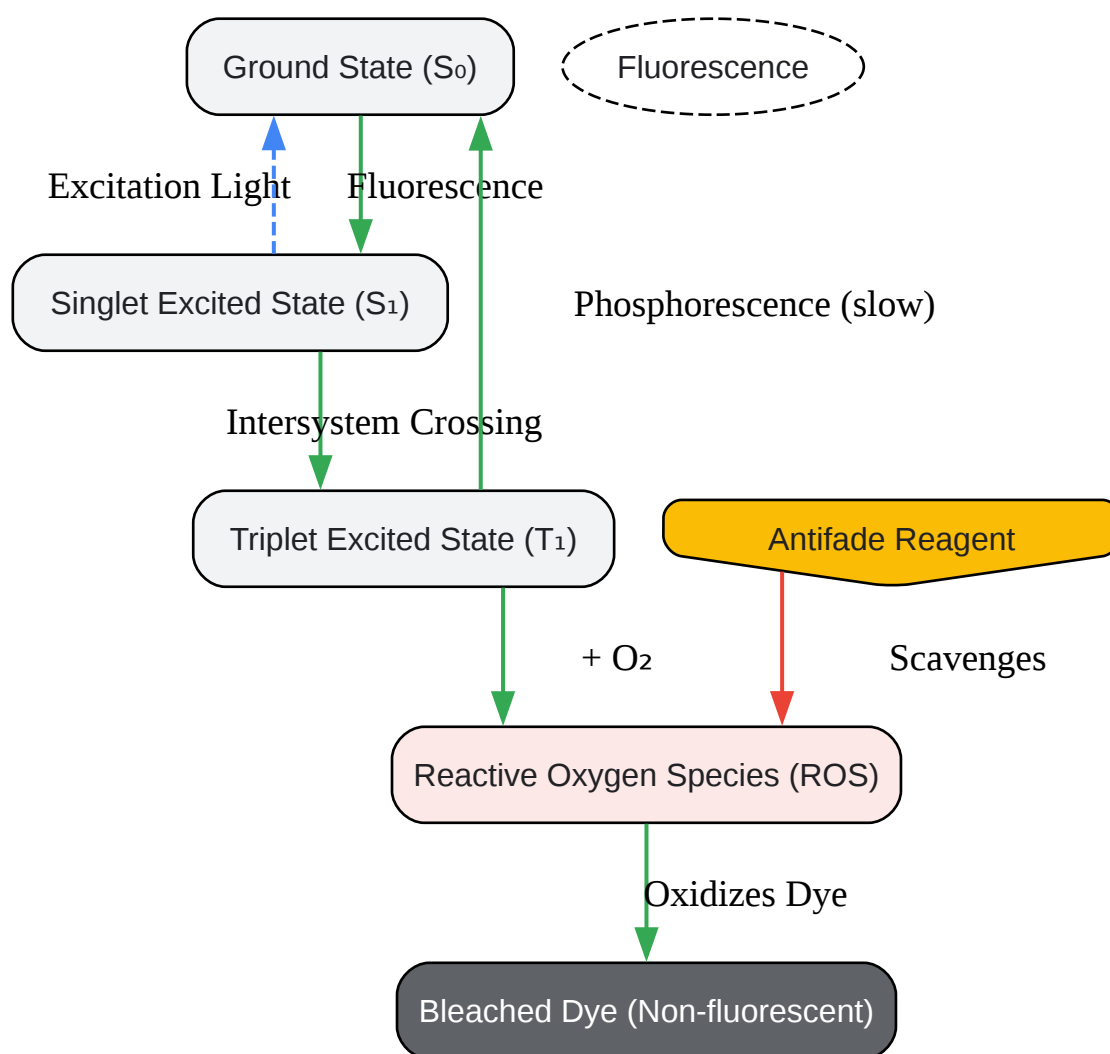 Ground State (S₀)
Fluorescence
Excitation Light
Fluorescence
Singlet Excited State (S₁)
Phosphorescence (slow)
Intersystem Crossing
Triplet Excited State (T₁)
Antifade Reagent
+ O₂
Scavenges
Reactive Oxygen Species (ROS)
Oxidizes Dye
Bleached Dye (Non-fluorescent)